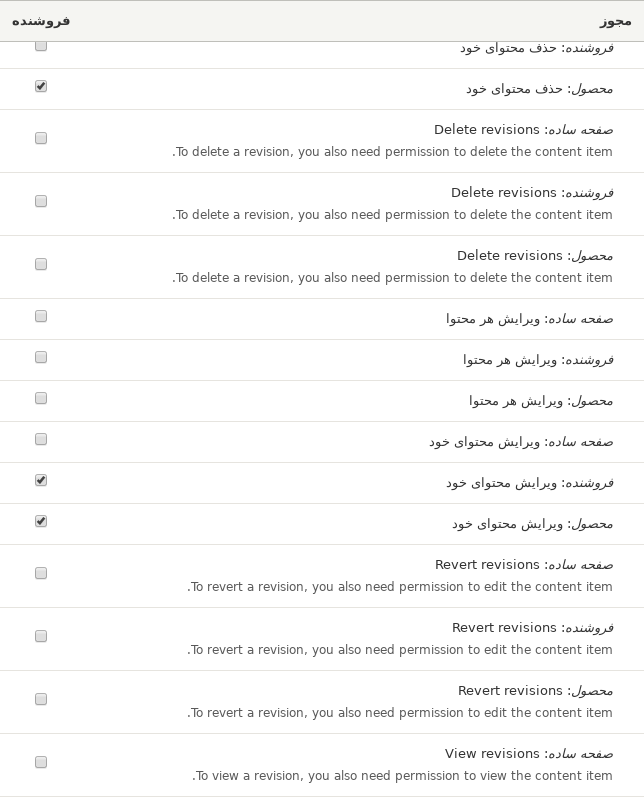 مجوز
فروشنده
فروشنده: حذف محتوای خود
محصول: حذف محتوای خود
صفحه ساده: Delete revisions
To delete a revision, you also need permission to delete the content item.
فروشنده: Delete revisions
To delete a revision, you also need permission to delete the content item.
محصول: Delete revisions
To delete a revision, you also need permission to delete the content item.
صفحه ساده: ویرایش هر محتوا
فروشنده: ویرایش هر محتوا
محصول: ویرایش هر محتوا
صفحه ساده: ویرایش محتوای خود
فروشنده: ویرایش محتوای خود
محصول: ویرایش محتوای خود
صفحه ساده: Revert revisions
To revert a revision, you also need permission to edit the content item.
فروشنده: Revert revisions
To revert a revision, you also need permission to edit the content item.
محصول: Revert revisions
To revert a revision, you also need permission to edit the content item.
صفحه ساده: View revisions
To view a revision, you also need permission to view the content item.